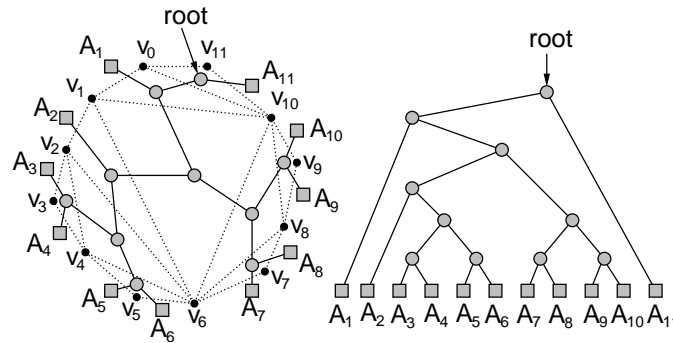 root
A₁
v₀
v₁₁
A₁₁
v₁
v₁₀
A₂
A₁₀
v₂
A₃
v₉
v₃
A₉
A₄
v₈
v₄
A₈
v₇
A₅
v₅
v₆
A₇
A₆
root
A₁ A₂ A₃ A₄ A₅ A₆ A₇ A₈ A₉ A₁₀ A₁₁